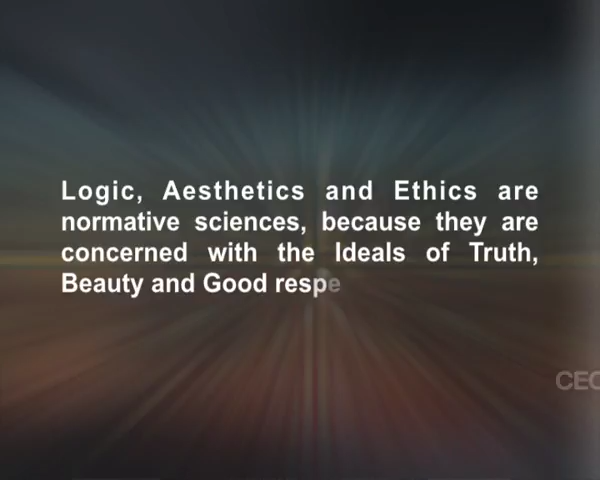 Logic, Aesthetics and Ethics are
normative sciences, because they are
concerned with the Ideals of Truth,
Beauty and Good respe
CEC